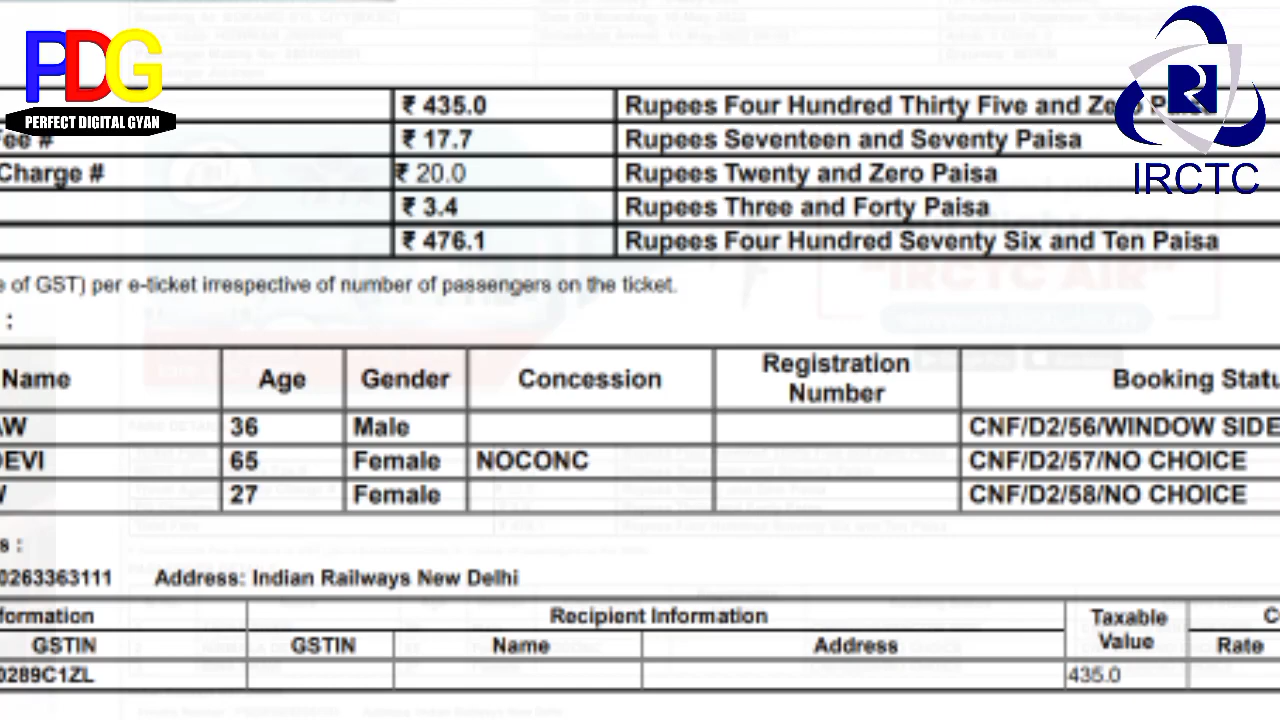 PDG
PERFECT DIGITAL GYAN
IRCTC
₹ 435.0 Rupees Four Hundred Thirty Five and Zero Paisa
Fee # ₹ 17.7 Rupees Seventeen and Seventy Paisa
Charge # ₹ 20.0 Rupees Twenty and Zero Paisa
₹ 3.4 Rupees Three and Forty Paisa
₹ 476.1 Rupees Four Hundred Seventy Six and Ten Paisa
e of GST) per e-ticket irrespective of number of passengers on the ticket.
"IRCTC AIR"
:
Name Age Gender Concession Registration Number Booking Statu
AW 36 Male CNF/D2/56/WINDOW SIDE
DEVI 65 Female NOCONC CNF/D2/57/NO CHOICE
W 27 Female CNF/D2/58/NO CHOICE
s :
0263363111 Address: Indian Railways New Delhi
formation Recipient Information Taxable Value C
GSTIN GSTIN Name Address Rate
0289C1ZL 435.0